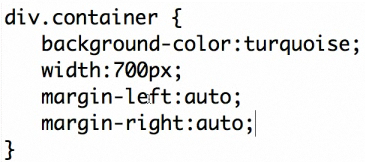 div.container {
background-color:turquoise;
width:700px;
margin-left:auto;
margin-right:auto;
}